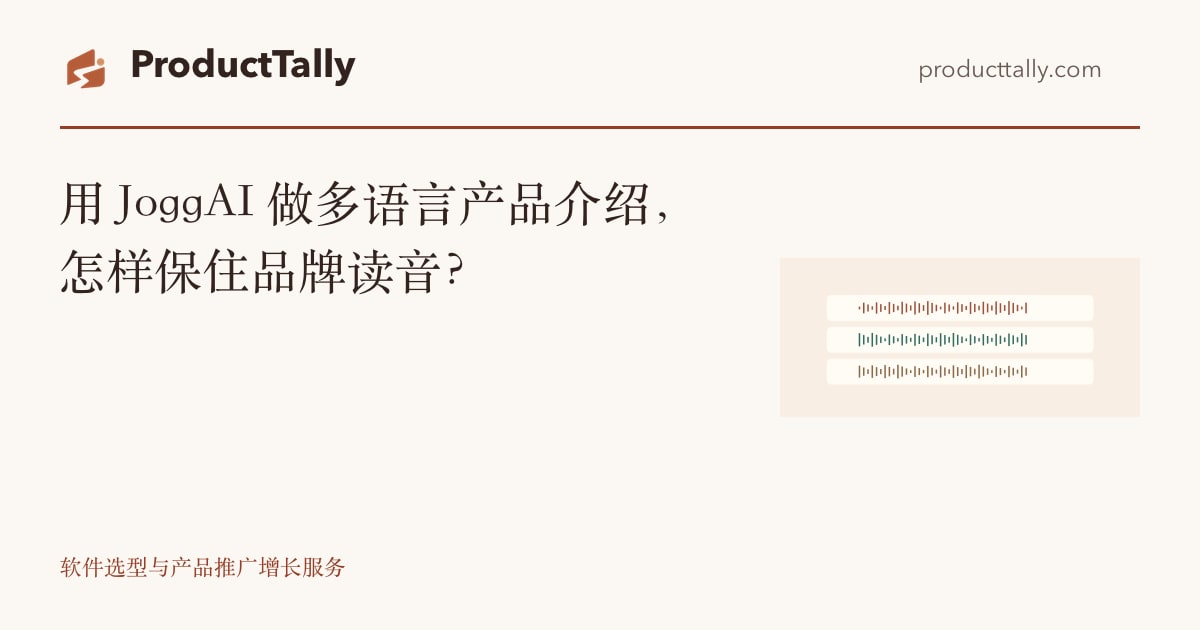 ProductTally
producttally.com
用 JoggAI 做多语言产品介绍，
怎样保住品牌读音？
软件选型与产品推广增长服务